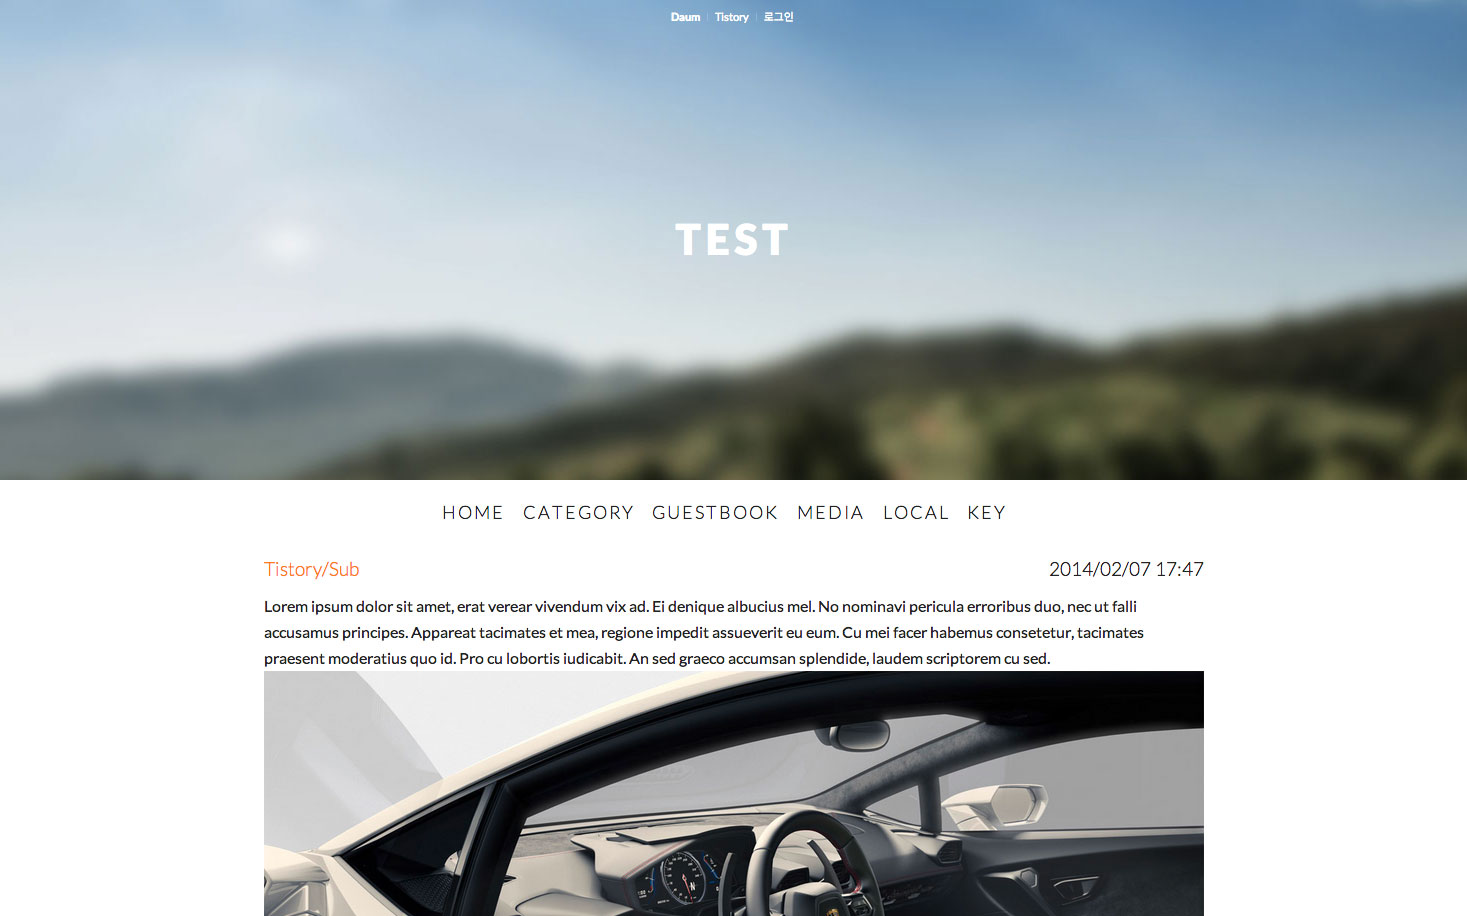 Daum Tistory 로그인
TEST
HOME CATEGORY GUESTBOOK MEDIA LOCAL KEY
Tistory/Sub 2014/02/07 17:47
Lorem ipsum dolor sit amet, erat verear vivendum vix ad. Ei denique albucius mel. No nominavi pericula erroribus duo, nec ut falli
accusamus principes. Appareat tacimates et mea, regione impedit assueverit eu eum. Cu mei facer habemus consetetur, tacimates
praesent moderatius quo id. Pro cu lobortis iudicabit. An sed graeco accumsan splendide, laudem scriptorem cu sed.
N